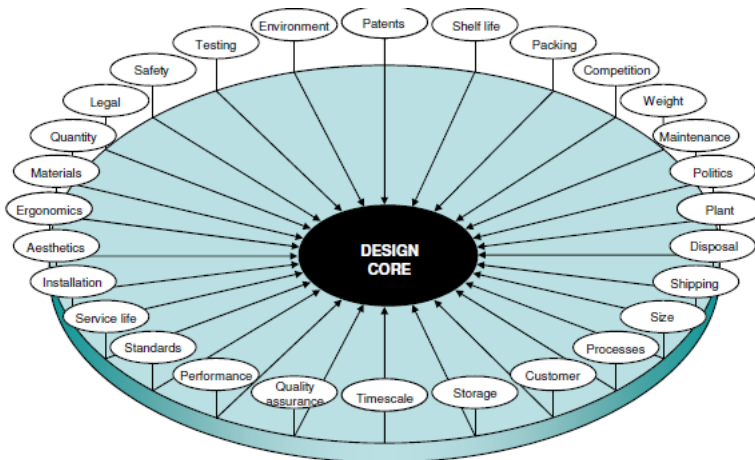 Patents
Environment
Shelf life
Testing
Packing
Safety
Competition
Legal
Weight
Quantity
Maintenance
Materials
Politics
Ergonomics
Plant
Aesthetics
Disposal
DESIGN
CORE
Installation
Shipping
Service life
Size
Standards
Processes
Performance
Customer
Quality
assurance
Timescale
Storage